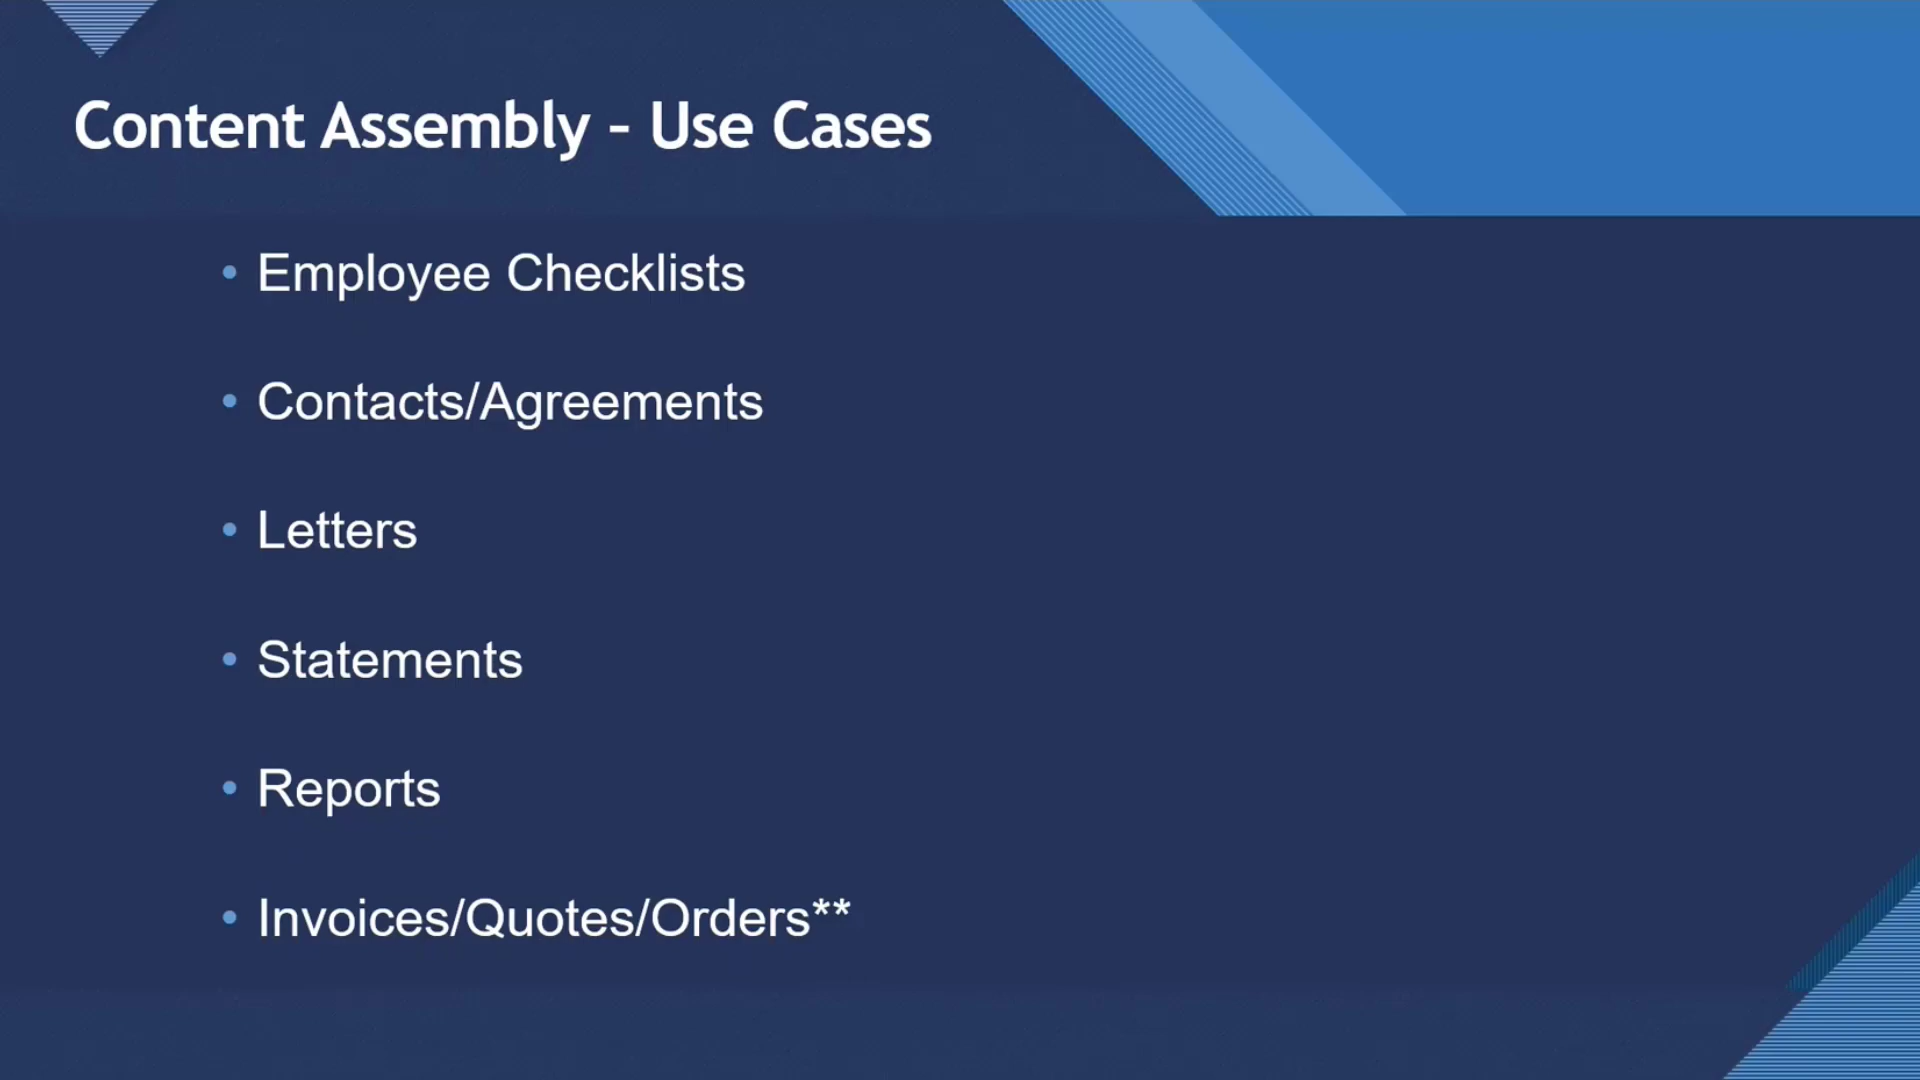 Content Assembly – Use Cases
• Employee Checklists
• Contacts/Agreements
• Letters
• Statements
• Reports
• Invoices/Quotes/Orders**